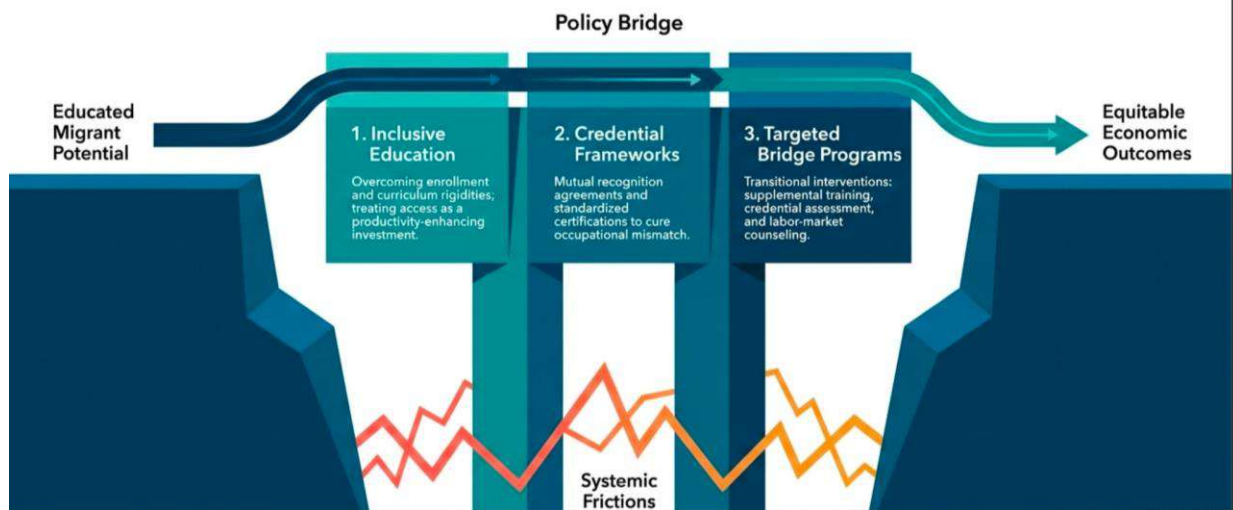 Policy Bridge
Educated
Migrant
Potential
1. Inclusive
Education
Overcoming enrollment
and curriculum rigidities;
treating access as a
productivity-enhancing
investment.
2. Credential
Frameworks
Mutual recognition
agreements and
standardized
certifications to cure
occupational mismatch.
3. Targeted
Bridge Programs
Transitional interventions:
supplemental training,
credential assessment,
and labor-market
counseling.
Equitable
Economic
Outcomes
Systemic
Frictions